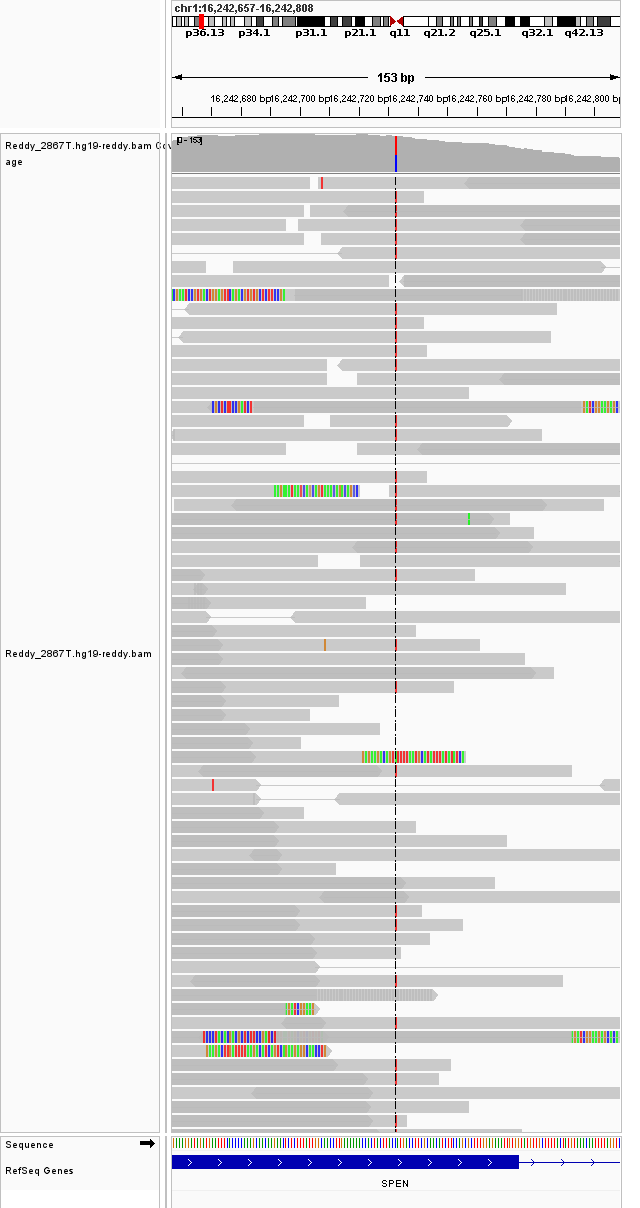 chr1:16,242,657-16,242,808
p36.13 p34.1 p31.1 p21.1 q11 q21.2 q25.1 q32.1 q42.13
153 bp
16,242,680 bp 16,242,700 bp 16,242,720 bp 16,242,740 bp 16,242,760 bp 16,242,780 bp 16,242,800 bp
[0 - 153]
Reddy_2867T.hg19-reddy.bam Cov
age
Reddy_2867T.hg19-reddy.bam
Sequence
RefSeq Genes
SPEN